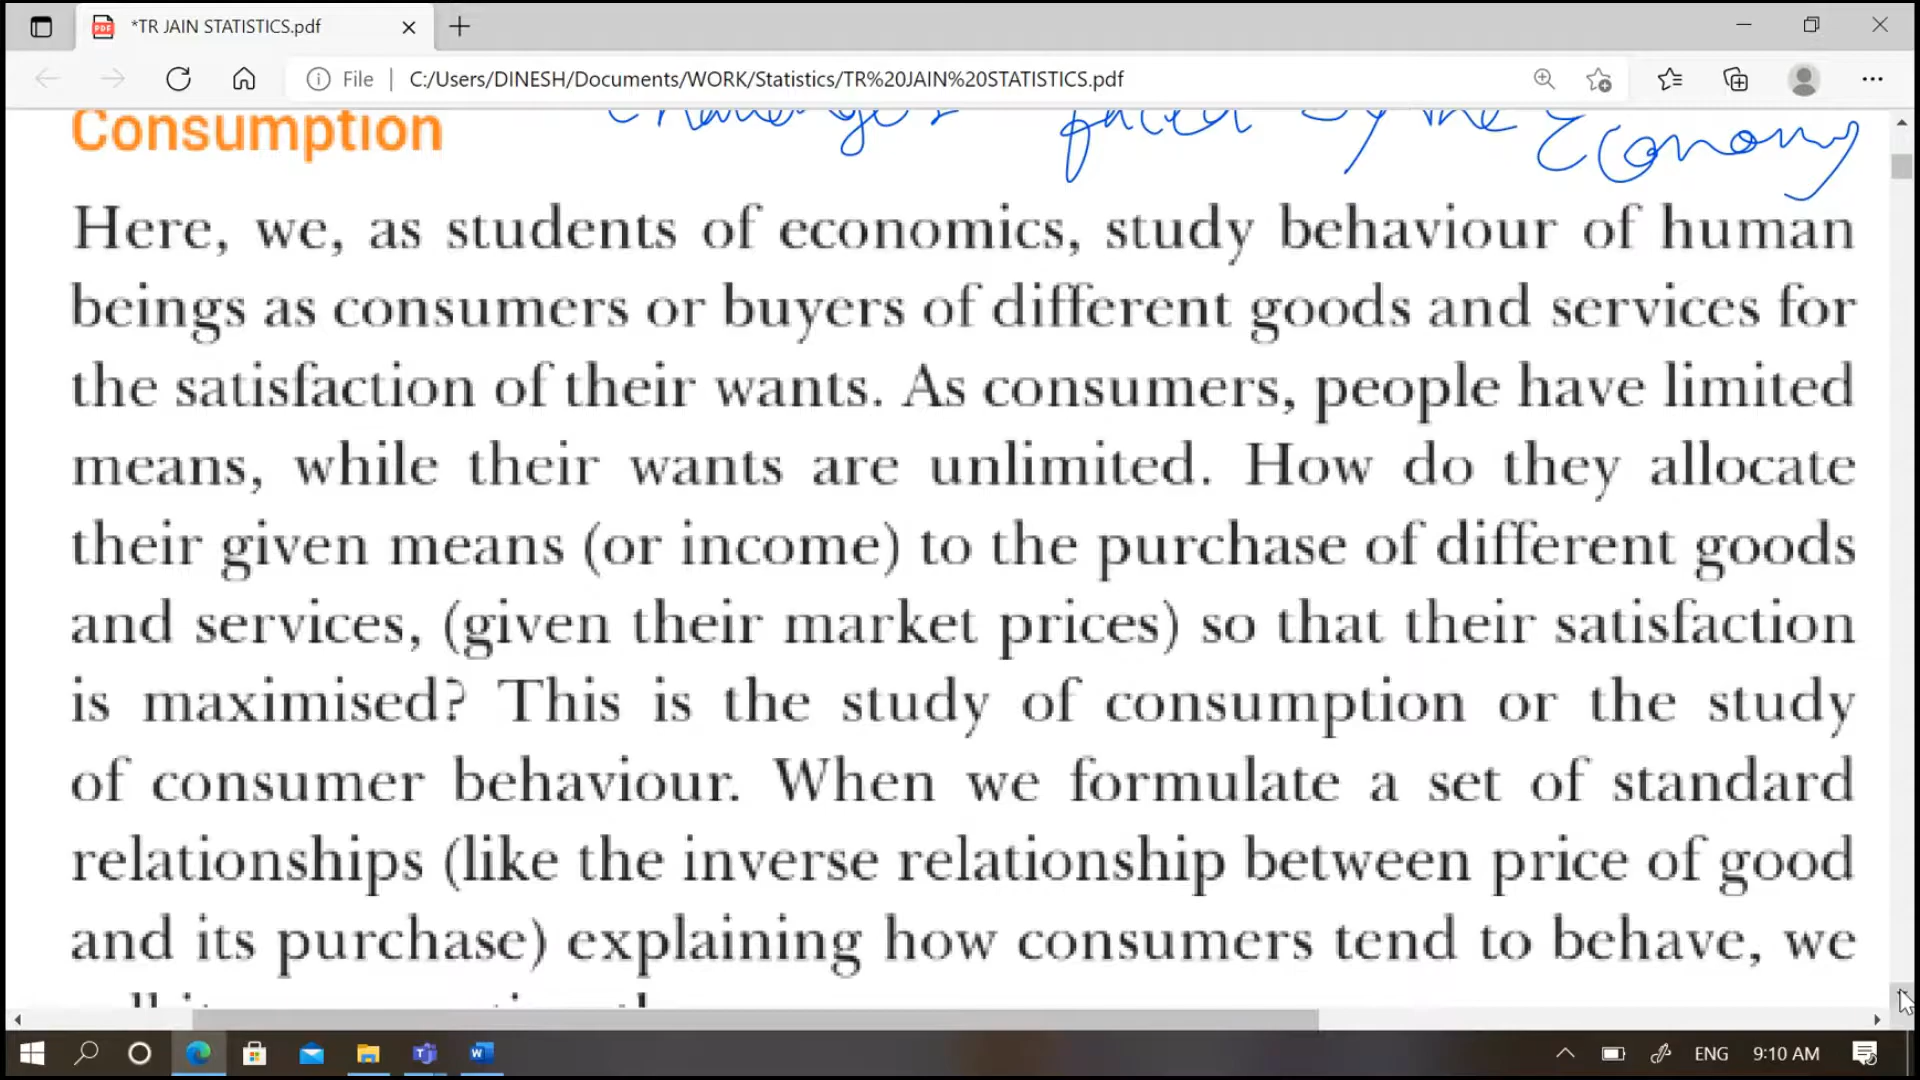 *TR JAIN STATISTICS.pdf
File | C:/Users/DINESH/Documents/WORK/Statistics/TR%20JAIN%20STATISTICS.pdf
by the Economy
Consumption
Here, we, as students of economics, study behaviour of human
beings as consumers or buyers of different goods and services for
the satisfaction of their wants. As consumers, people have limited
means, while their wants are unlimited. How do they allocate
their given means (or income) to the purchase of different goods
and services, (given their market prices) so that their satisfaction
is maximised? This is the study of consumption or the study
of consumer behaviour. When we formulate a set of standard
relationships (like the inverse relationship between price of good
and its purchase) explaining how consumers tend to behave, we
ENG 9:10 AM